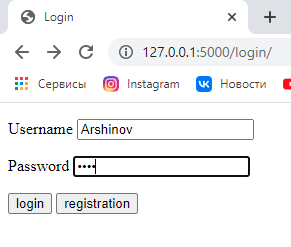 Login
127.0.0.1:5000/login/
Сервисы Instagram Новости
Username Arshinov
Password ••••
login registration